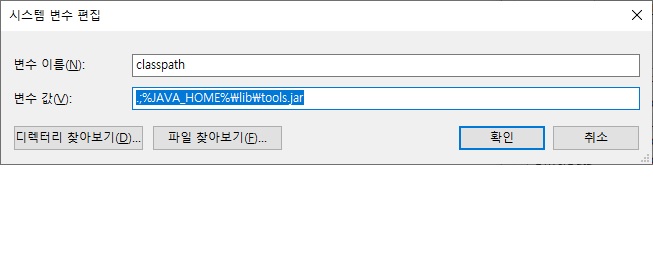 시스템 변수 편집
변수 이름(N): classpath
변수 값(V): .;%JAVA_HOME%₩lib₩tools.jar
디렉터리 찾아보기(D)... 파일 찾아보기(F)... 확인 취소